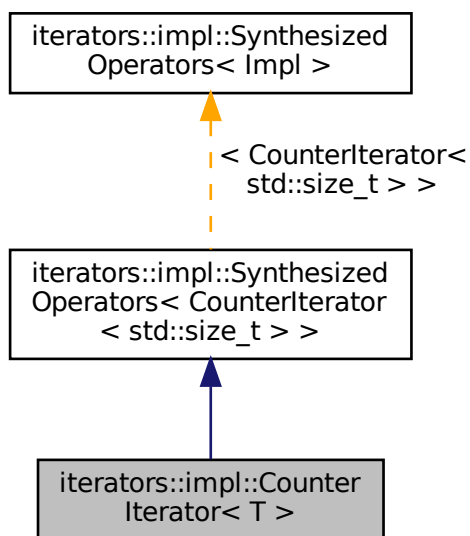 iterators::impl::Synthesized
Operators< Impl >
< CounterIterator<
std::size_t > >
iterators::impl::Synthesized
Operators< CounterIterator
< std::size_t > >
iterators::impl::Counter
Iterator< T >